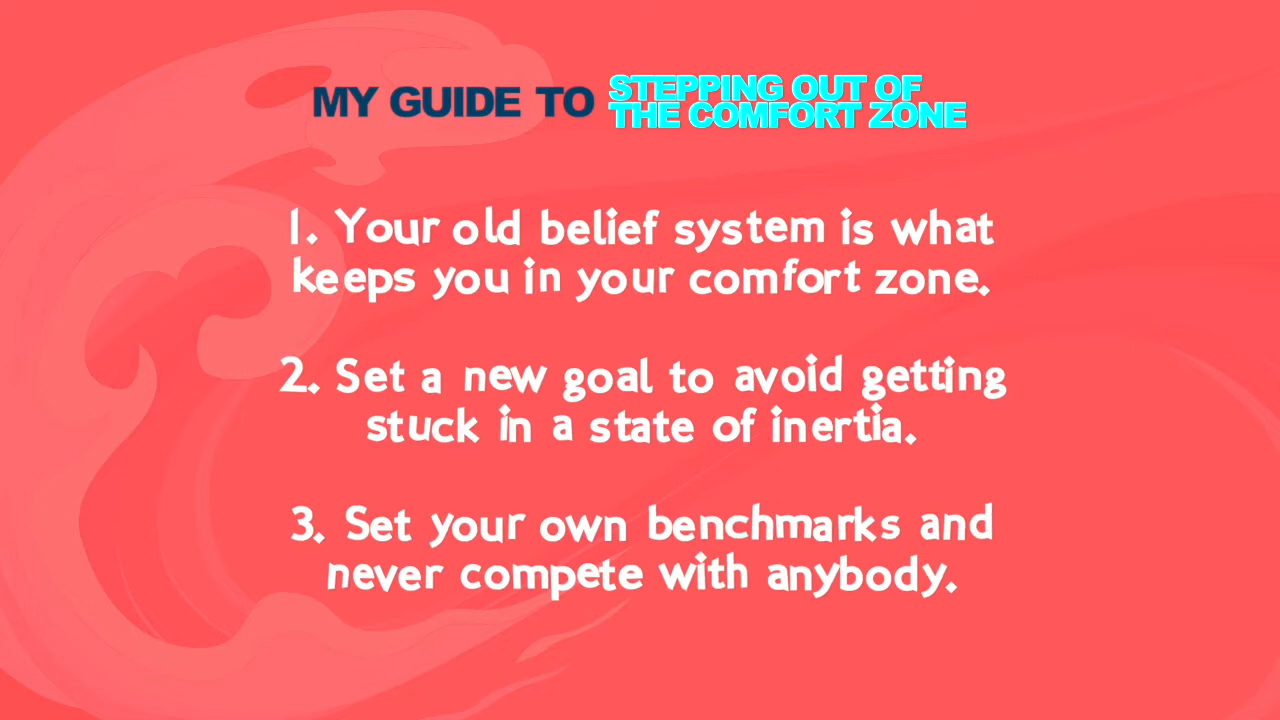 MY GUIDE TO STEPPING OUT OF
THE COMFORT ZONE
1. Your old belief system is what
keeps you in your comfort zone.
2. Set a new goal to avoid getting
stuck in a state of inertia.
3. Set your own benchmarks and
never compete with anybody.